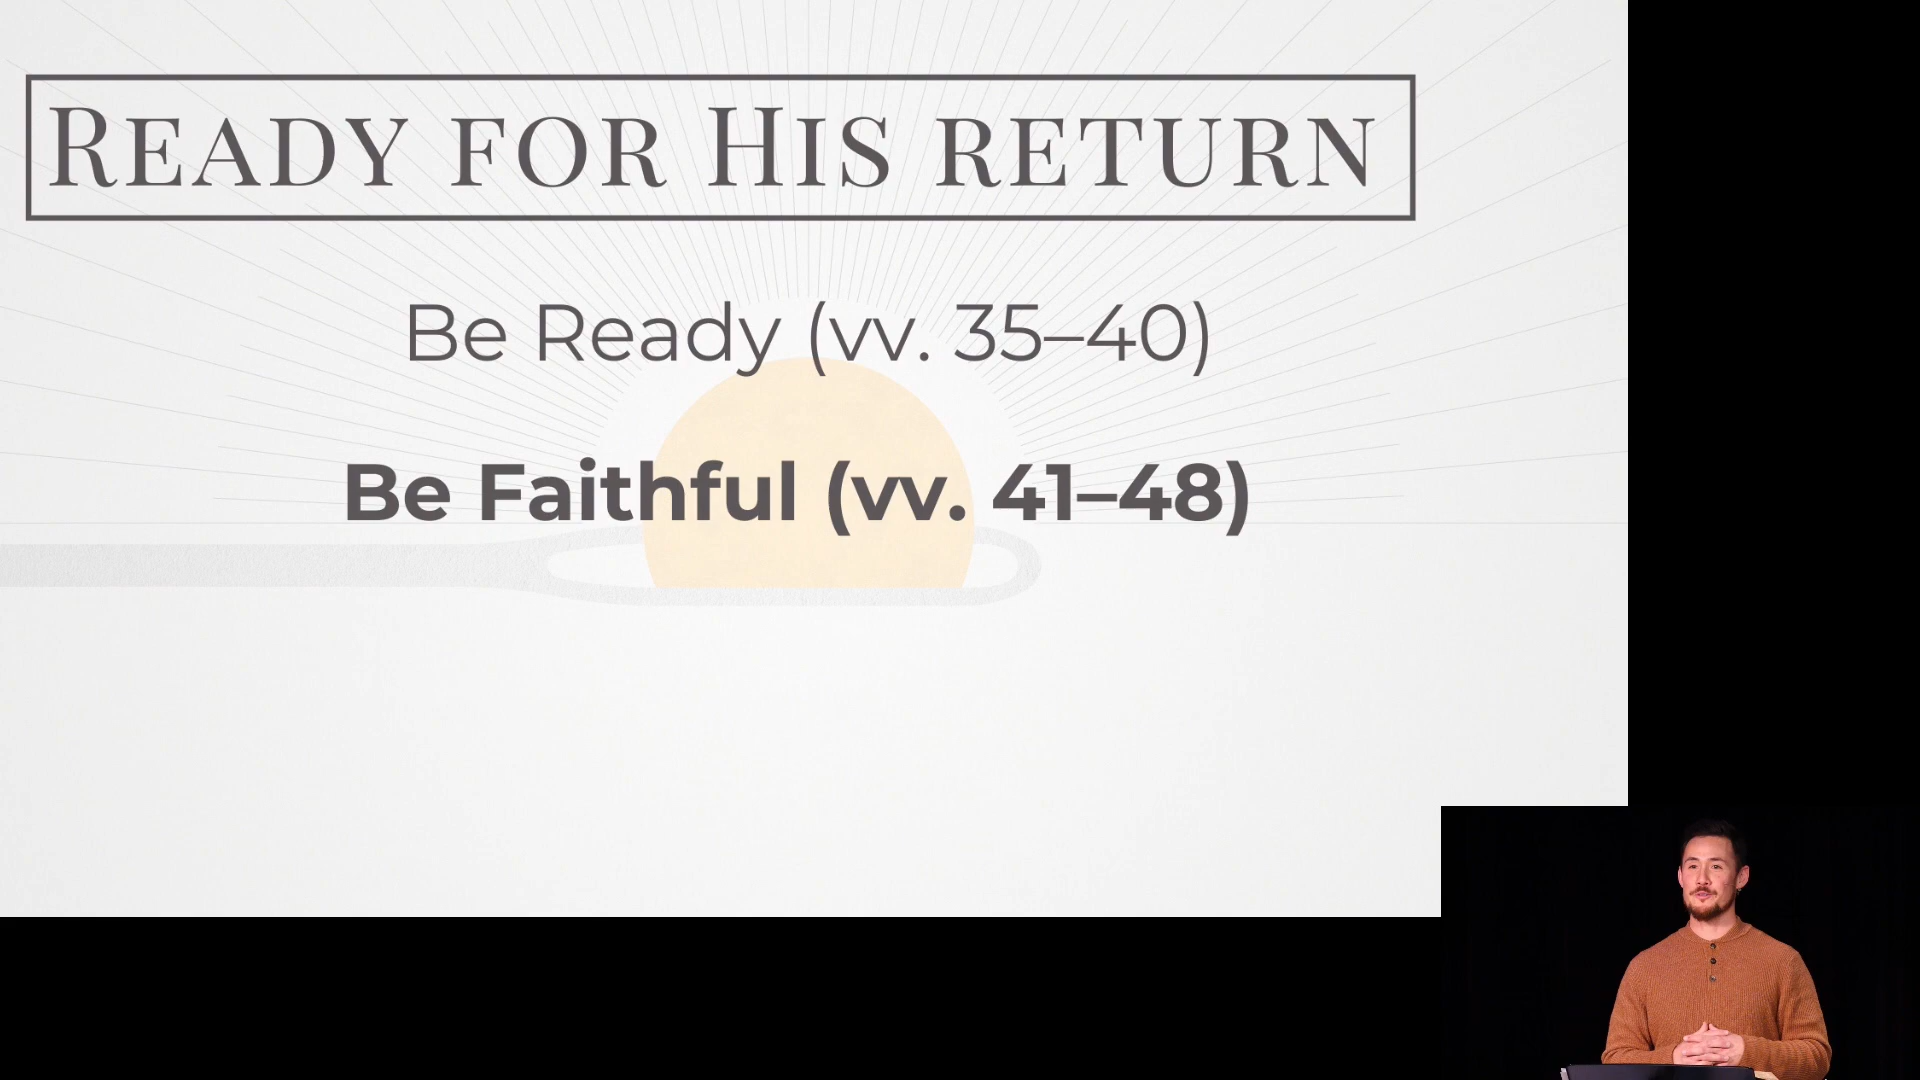 Ready for His return
Be Ready (vv. 35–40)
Be Faithful (vv. 41–48)